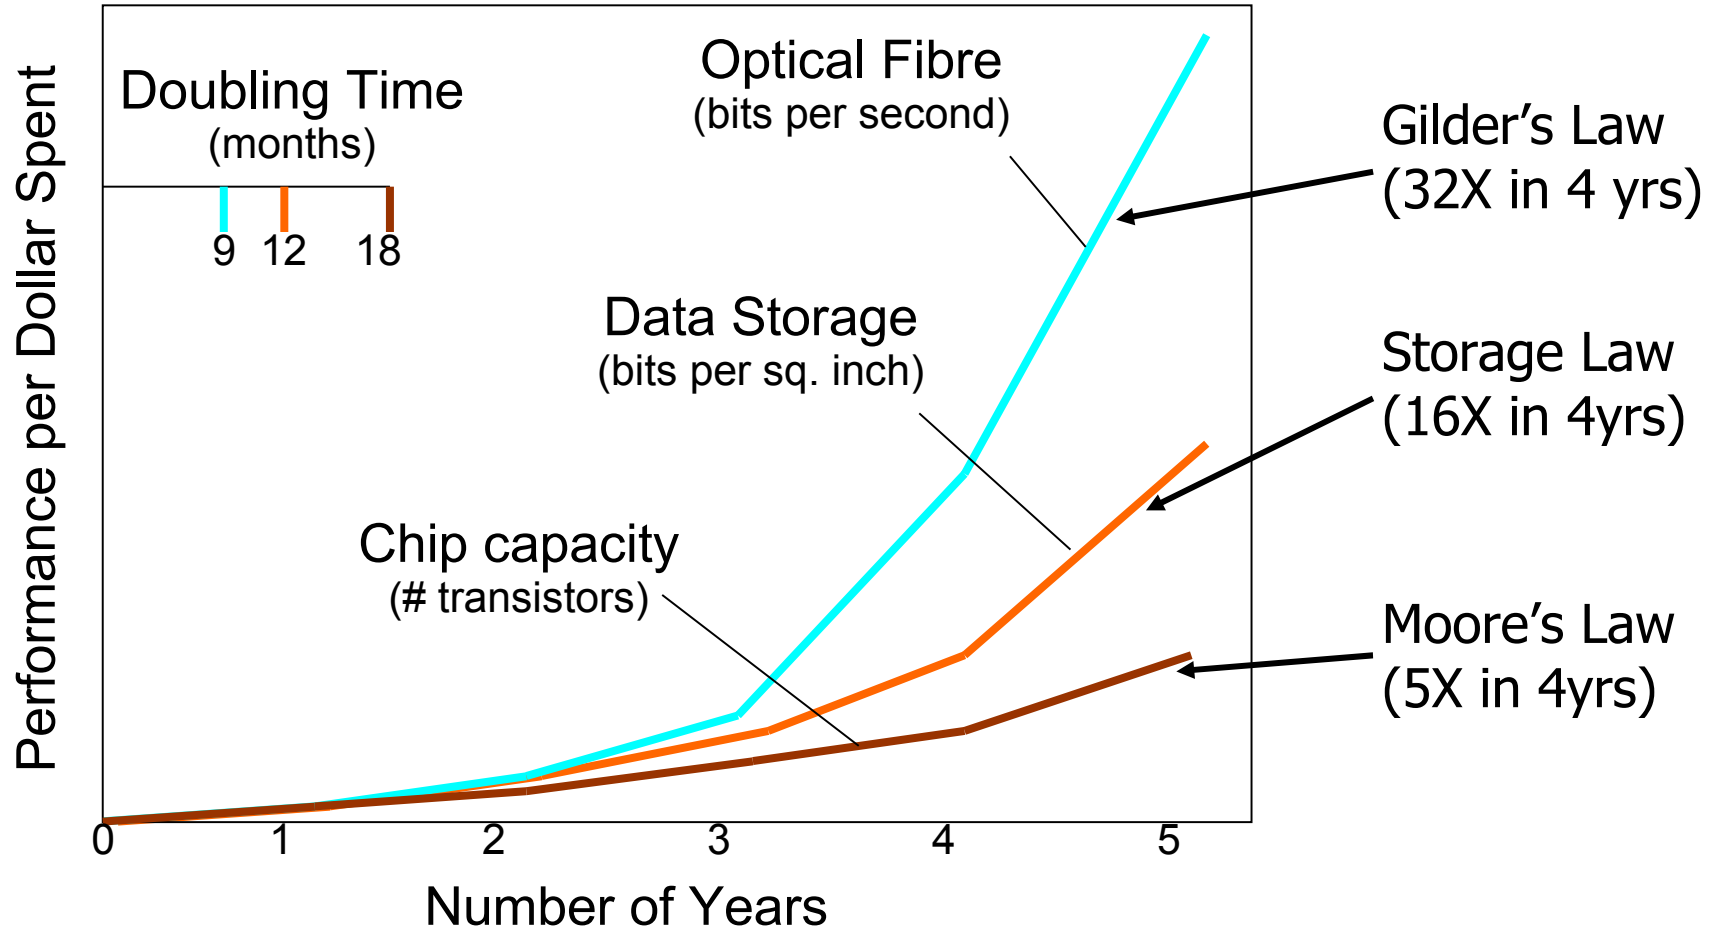 Performance per Dollar Spent
Doubling Time
(months)
9 12 18
Optical Fibre
(bits per second)
Data Storage
(bits per sq. inch)
Chip capacity
(# transistors)
Gilder’s Law
(32X in 4 yrs)
Storage Law
(16X in 4yrs)
Moore’s Law
(5X in 4yrs)
0 1 2 3 4 5
Number of Years